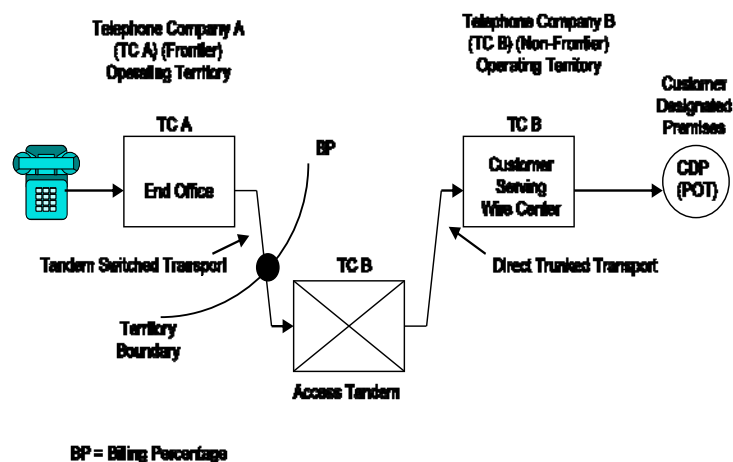 Telephone Company A
(TC A) (Frontier)
Operating Territory
Telephone Company B
(TC B) (Non-Frontier)
Operating Territory
Customer
Designated
Premises
TC A
End Office
BP
TC B
Customer
Serving
Wire Center
CDP
(POT)
Tandem Switched Transport
TC B
Direct Trunked Transport
Territory
Boundary
Access Tandem
BP = Billing Percentage